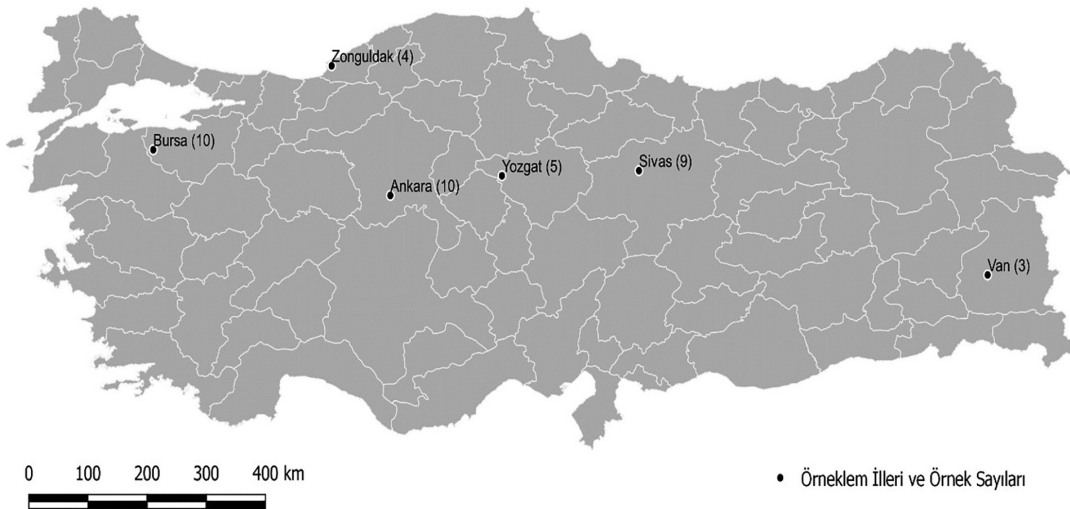 Zonguldak (4)
Bursa (10)
Ankara (10)
Yozgat (5)
Sivas (9)
Van (3)
0 100 200 300 400 km
Örneklem İlleri ve Örnek Sayıları